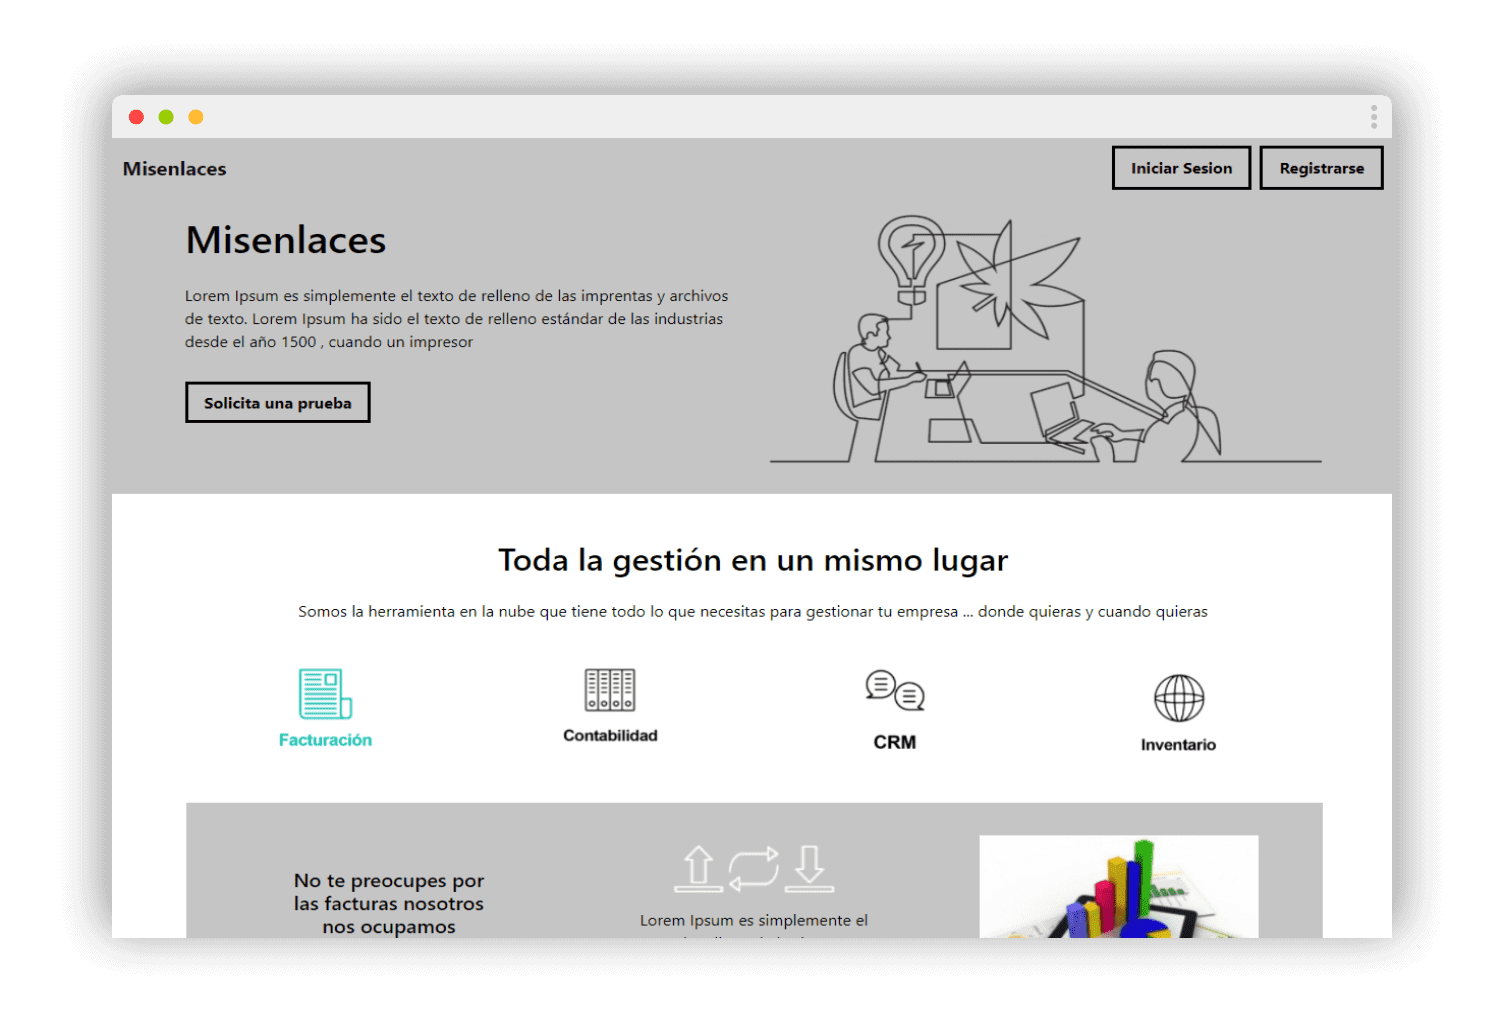 Misenlaces
Iniciar Sesion
Registrarse
Misenlaces
Lorem Ipsum es simplemente el texto de relleno de las imprentas y archivos
de texto. Lorem Ipsum ha sido el texto de relleno estándar de las industrias
desde el año 1500 , cuando un impresor
Solicita una prueba
Toda la gestión en un mismo lugar
Somos la herramienta en la nube que tiene todo lo que necesitas para gestionar tu empresa ... donde quieras y cuando quieras
Facturación
Contabilidad
CRM
Inventario
No te preocupes por
las facturas nosotros
nos ocupamos
Lorem Ipsum es simplemente el